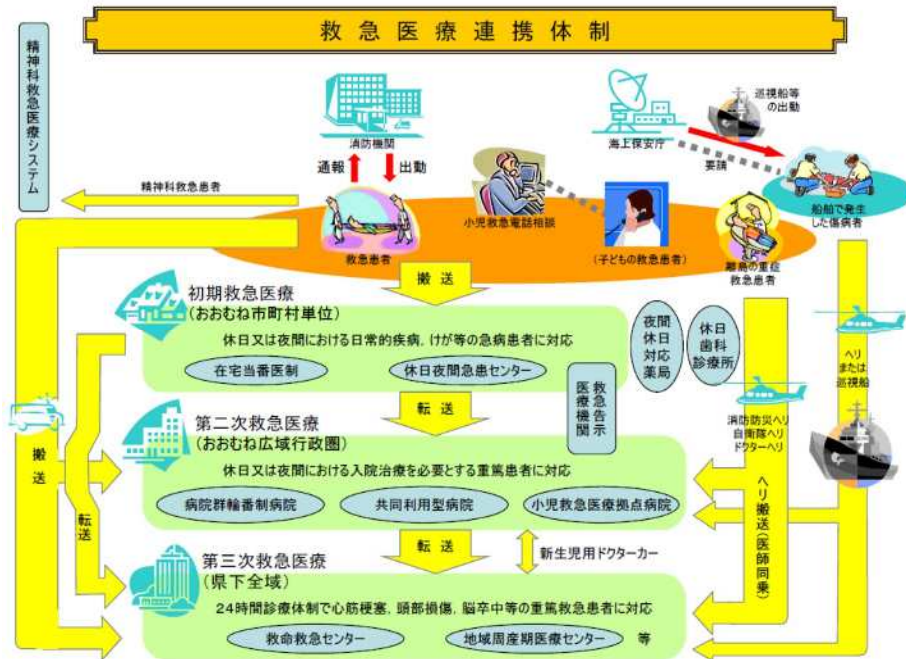 救急医療連携体制
精神科救急医療システム
消防機関
通報
出動
海上保安庁
巡視船等
の出動
要請
船舶で発生
した傷病者
精神科救急患者
救急患者
小児救急電話相談
(子どもの救急患者)
離島の重症
救急患者
搬送
初期救急医療
(おおむね市町村単位)
休日又は夜間における日常的疾病，けが等の急病患者に対応
在宅当番医制
休日夜間急患センター
夜間
休日
対応
薬局
休日
歯科
診療所
ヘリ
または
巡視船
救急告示
医療機関
転送
第二次救急医療
(おおむね広域行政圏)
休日又は夜間における入院治療を必要とする重篤患者に対応
病院群輪番制病院
共同利用型病院
小児救急医療拠点病院
消防防災ヘリ
自衛隊ヘリ
ドクターヘリ
搬送
転送
ヘリ搬送(医師同乗)
転送
新生児用ドクターカー
第三次救急医療
(県下全域)
24時間診療体制で心筋梗塞，頭部損傷，脳卒中等の重篤救急患者に対応
救命救急センター
地域周産期医療センター
等